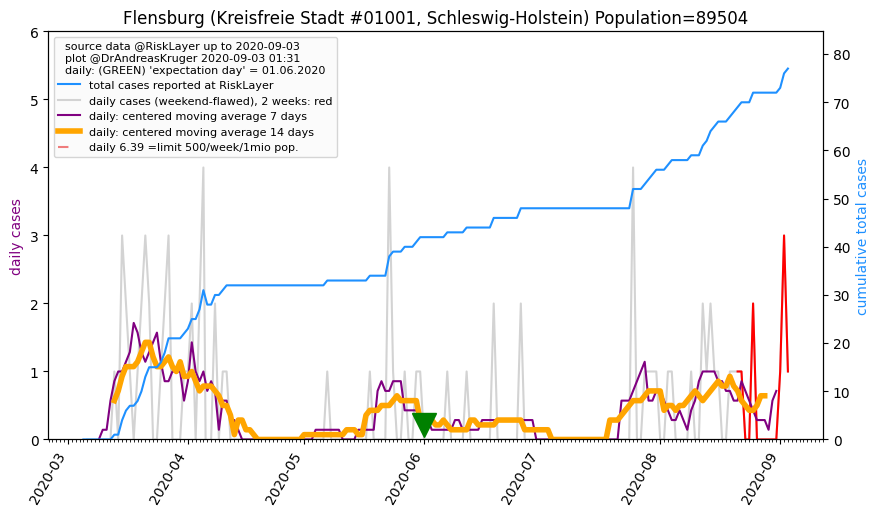 Flensburg (Kreisfreie Stadt #01001, Schleswig-Holstein) Population=89504
source data @RiskLayer up to 2020-09-03
plot @DrAndreasKruger 2020-09-03 01:31
daily: (GREEN) 'expectation day' = 01.06.2020
total cases reported at RiskLayer
daily cases (weekend-flawed), 2 weeks: red
daily: centered moving average 7 days
daily: centered moving average 14 days
daily 6.39 =limit 500/week/1mio pop.
daily cases
6
5
4
3
2
1
0
cumulative total cases
80
70
60
50
40
30
20
10
0
2020-03
2020-04
2020-05
2020-06
2020-07
2020-08
2020-09